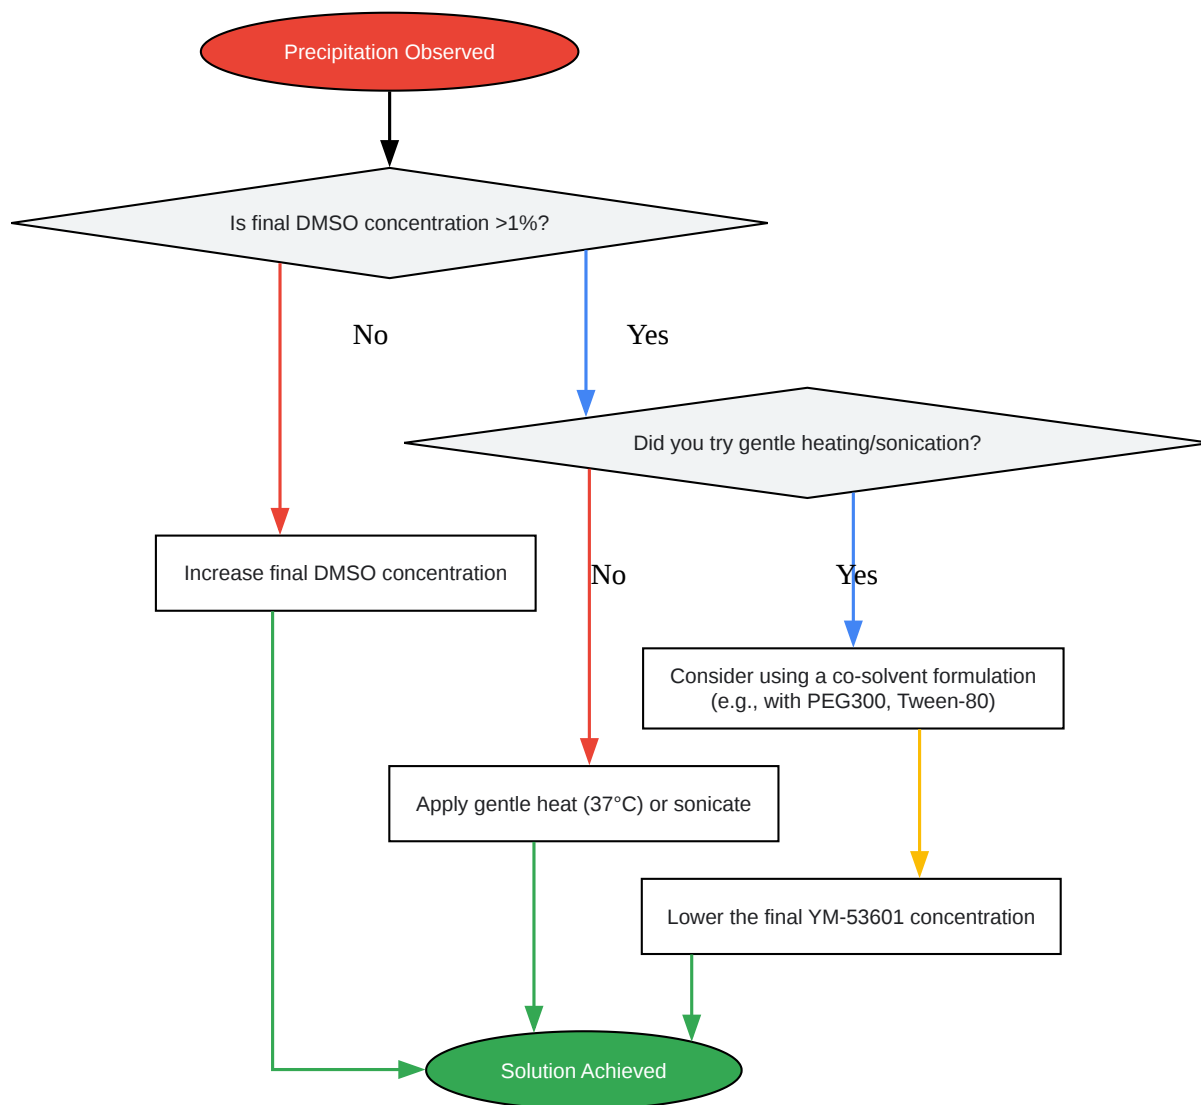 Precipitation Observed
Is final DMSO concentration >1%?
No
Yes
Did you try gentle heating/sonication?
Increase final DMSO concentration
No
Yes
Consider using a co-solvent formulation
(e.g., with PEG300, Tween-80)
Apply gentle heat (37°C) or sonicate
Lower the final YM-53601 concentration
Solution Achieved